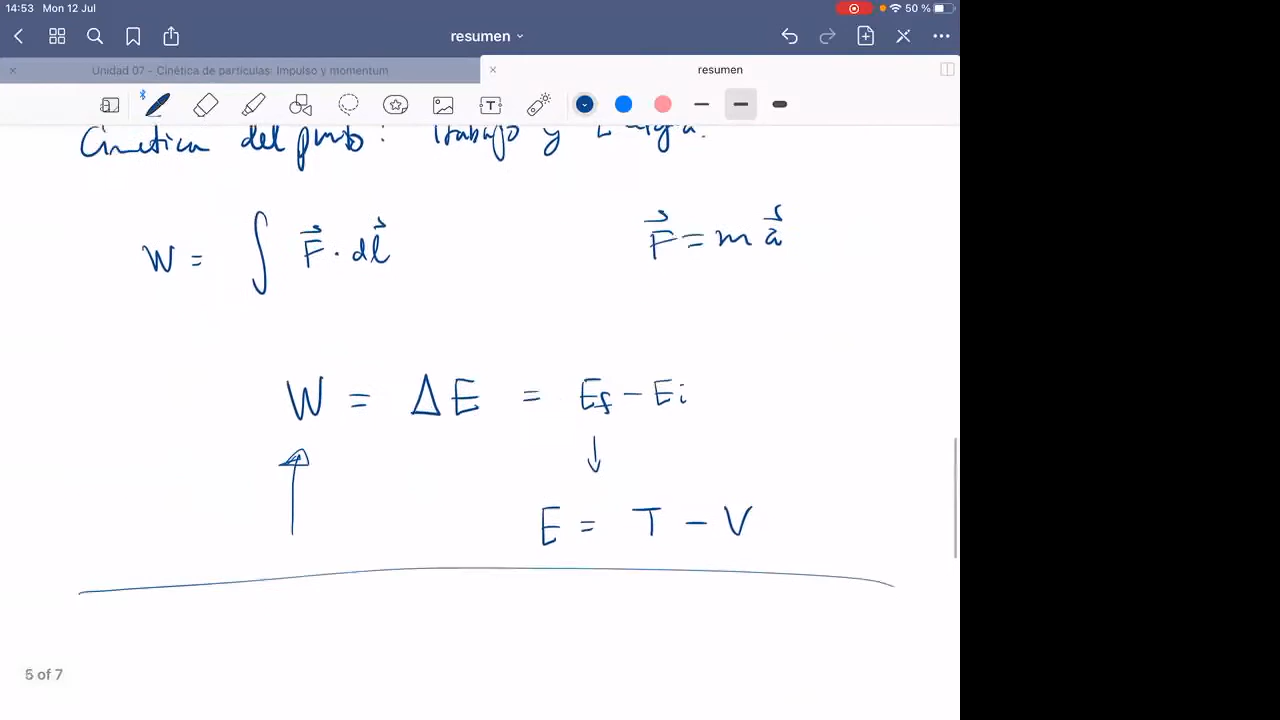 14:53 Mon 12 Jul 50 %
resumen
Unidad 07 - Cinética de partículas: Impulso y momentum
resumen
T
Cinética del punto: Trabajo y Energía.
W = ∫ F⃗ · dl⃗ F⃗ = m a⃗
W = ΔE = Ef - Ei
↓
E = T - V
6 of 7